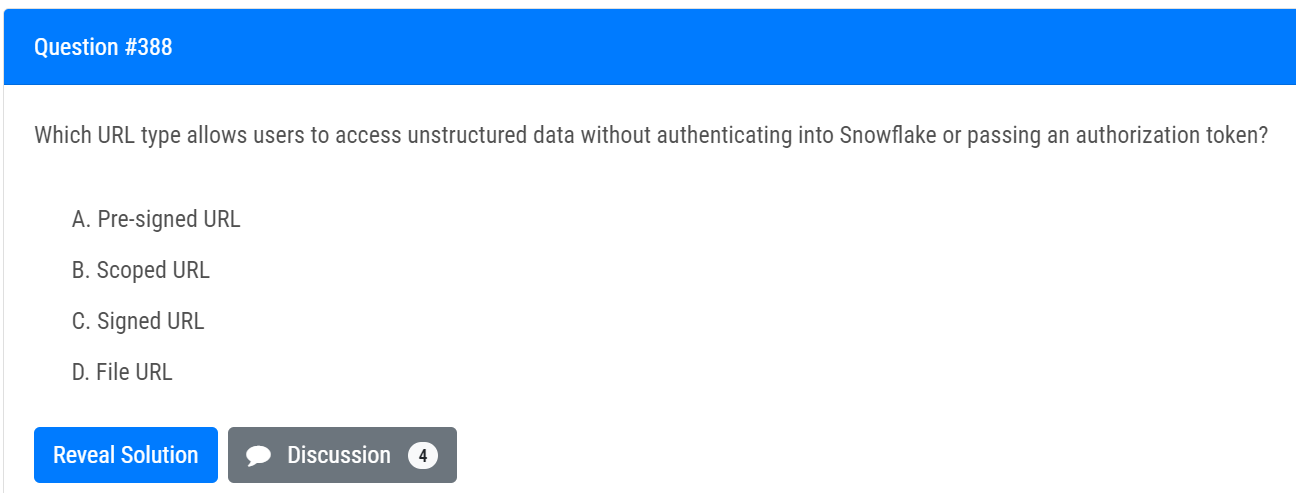 Question #388
Which URL type allows users to access unstructured data without authenticating into Snowflake or passing an authorization token?
A. Pre-signed URL
B. Scoped URL
C. Signed URL
D. File URL
Reveal Solution Discussion 4